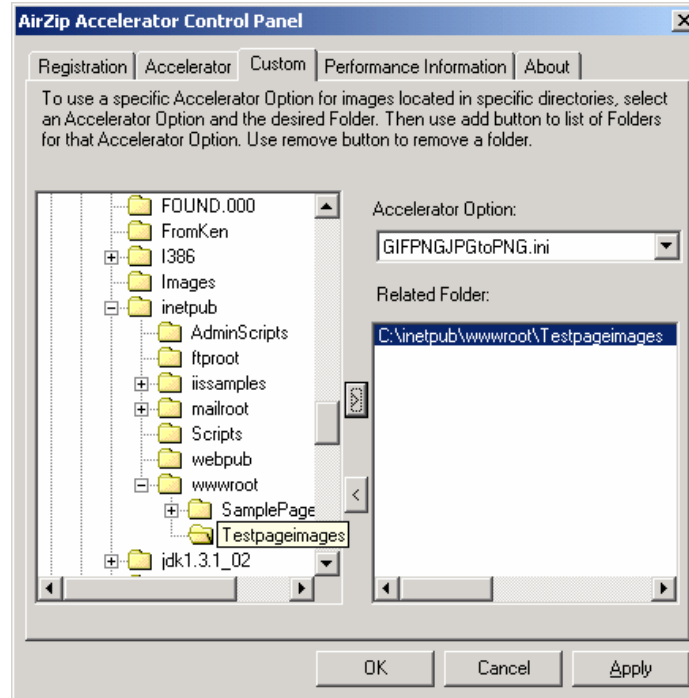 AirZip Accelerator Control Panel
Registration
Accelerator
Custom
Performance Information
About
To use a specific Accelerator Option for images located in specific directories, select
an Accelerator Option and the desired Folder. Then use add button to list of Folders
for that Accelerator Option. Use remove button to remove a folder.
FOUND.000
FromKen
I386
Images
inetpub
AdminScripts
ftproot
iissamples
mailroot
Scripts
webpub
wwwroot
SamplePage
Testpageimages
jdk1.3.1_02
>
<
Accelerator Option:
GIFPNGJPGtoPNG.ini
Related Folder:
C:\inetpub\wwwroot\Testpageimages
OK
Cancel
Apply